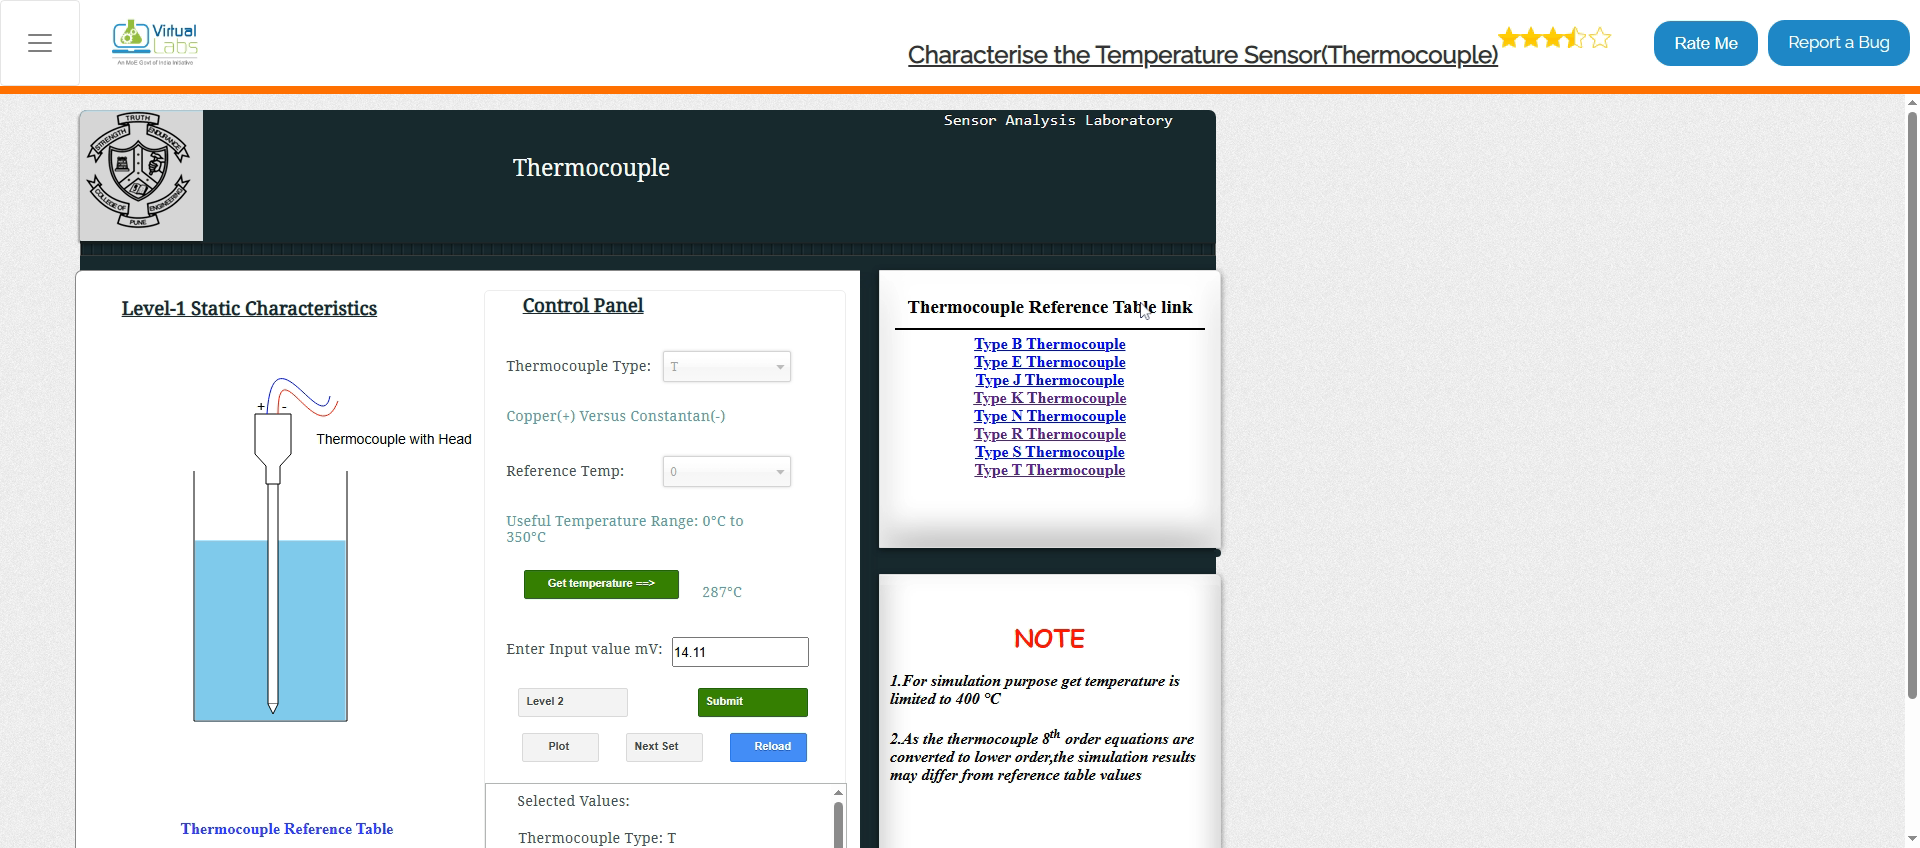 Virtual
Labs
An MoE Govt of India Initiative
Characterise the Temperature Sensor(Thermocouple)
Rate Me
Report a Bug
TRUTH
STRENGTH
ENDURANCE
COLLEGE OF
ENGINEERING
PUNE
Sensor Analysis Laboratory
Thermocouple
Level-1 Static Characteristics
+ -
Thermocouple with Head
Thermocouple Reference Table
Control Panel
Thermocouple Type: T
Copper(+) Versus Constantan(-)
Reference Temp: 0
Useful Temperature Range: 0°C to
350°C
Get temperature ==>
287°C
Enter Input value mV: 14.11
Level 2
Submit
Plot
Next Set
Reload
Selected Values:
Thermocouple Type: T
Thermocouple Reference Table link
Type B Thermocouple
Type E Thermocouple
Type J Thermocouple
Type K Thermocouple
Type N Thermocouple
Type R Thermocouple
Type S Thermocouple
Type T Thermocouple
NOTE
1.For simulation purpose get temperature is
limited to 400 °C
2.As the thermocouple 8th order equations are
converted to lower order,the simulation results
may differ from reference table values